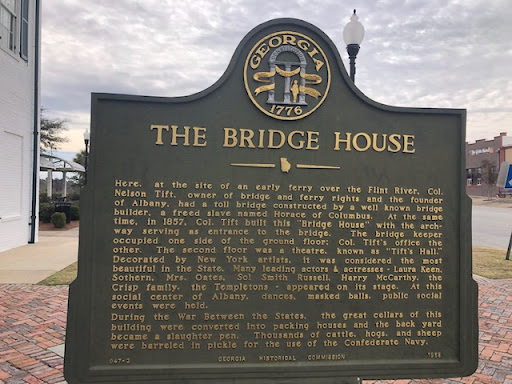 GEORGIA
1776
THE BRIDGE HOUSE
Here, at the site of an early ferry over the Flint River, Col.
Nelson Tift, owner of bridge and ferry rights and the founder
of Albany, had a toll bridge constructed by a well known bridge
builder, a freed slave named Horace of Columbus. At the same
time, in 1857, Col. Tift built this "Bridge House" with the arch-
way serving as entrance to the bridge. The bridge keeper
occupied one side of the ground floor; Col. Tift's office the
other. The second floor was a theatre, known as "Tift's Hall."
Decorated by New York artists, it was considered the most
beautiful in the State. Many leading actors & actresses - Laura Keen,
Sothern, Mrs. Oates, Sol Smith Russell, Harry McCarthy, the
Crisp family, the Templetons - appeared on its stage. At this
social center of Albany, dances, masked balls, public social
events were held.
During the War Between the States, the great cellars of this
building were converted into packing houses and the back yard
became a slaughter pen. Thousands of cattle, hogs, and sheep
were barreled in pickle for the use of the Confederate Navy.
047-3 GEORGIA HISTORICAL COMMISSION